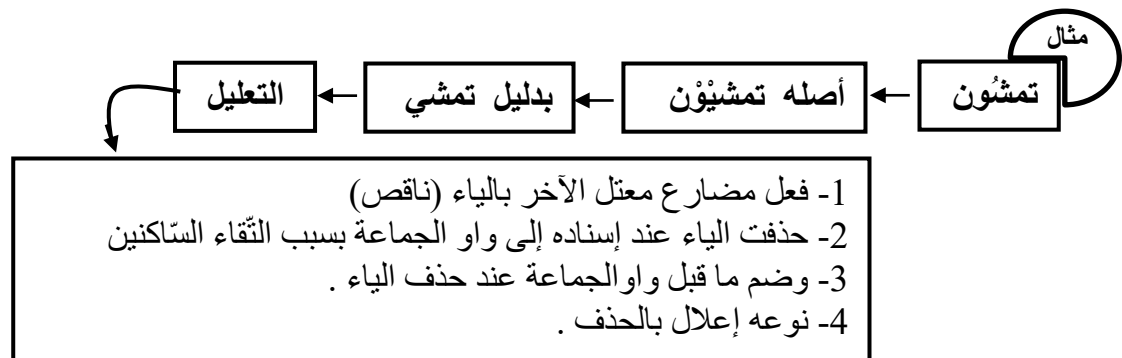 مثال
تمشُون
أصله تمشيْوْن
بدليل تمشي
التعليل
1- فعل مضارع معتل الآخر بالياء (ناقص)
2- حذفت الياء عند إسناده إلى واو الجماعة بسبب التّقاء السّاكنين
3- وضم ما قبل واوالجماعة عند حذف الياء .
4- نوعه إعلال بالحذف .